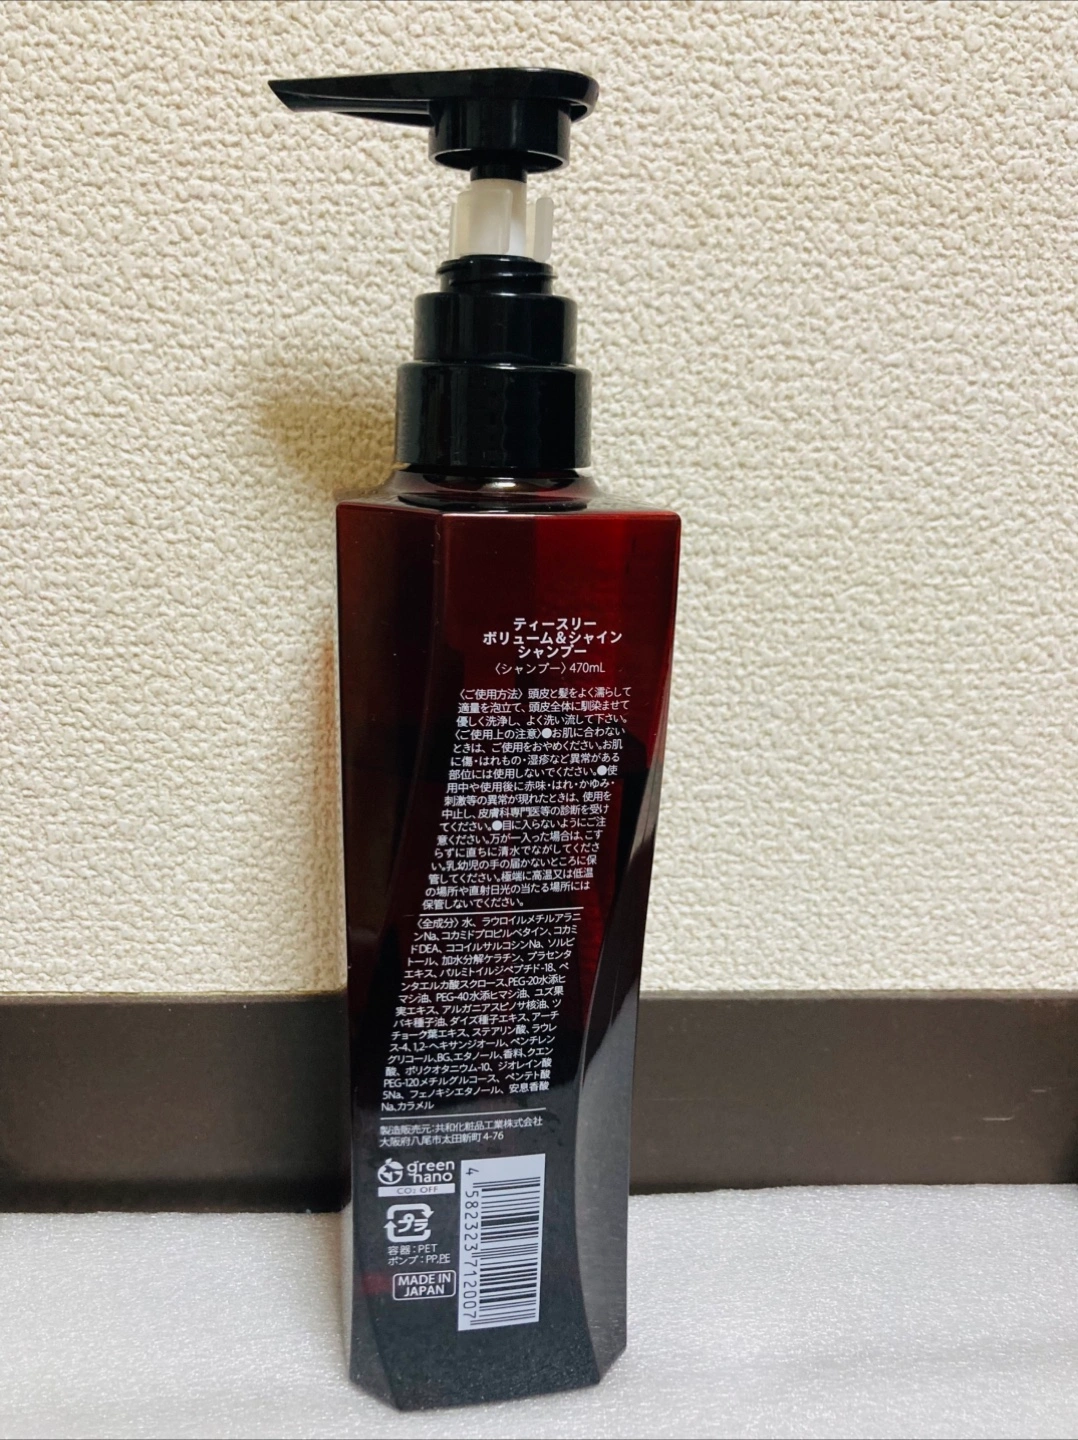 ティースリー
ボリューム&シャイン
シャンプー
〈シャンプー〉470mL
〈ご使用方法〉頭皮と髪をよく濡らして
適量を泡立て、頭皮全体に馴染ませて
優しく洗浄し、よく洗い流して下さい。
〈ご使用上の注意〉●お肌に合わない
ときは、ご使用をおやめください。お肌
に傷・はれもの・湿疹など異常がある
部位には使用しないでください。●使
用中や使用後に赤味・はれ・かゆみ・
刺激等の異常が現れたときは、使用を
中止し、皮膚科専門医等の診断を受け
てください。●目に入らないようにご注
意ください。万が一入った場合は、こす
らずに直ちに清水でながしてくださ
い。乳幼児の手の届かないところに保
管してください。極端に高温又は低温
の場所や直射日光の当たる場所には
保管しないでください。
〈全成分〉水、ラウロイルメチルアラニ
ンNa、コカミドプロピルベタイン、コカミ
ドDEA、ココイルサルコシンNa、ソルビ
トール、加水分解ケラチン、プラセンタ
エキス、パルミトイルジペプチド-18、ペ
ンタエルカ酸スクロース、PEG-20水添ヒ
マシ油、PEG-40水添ヒマシ油、ユズ果
実エキス、アルガニアスピノサ核油、ツ
バキ種子油、ダイズ種子エキス、アーチ
チョーク葉エキス、ステアリン酸、ラウレ
ス-4、1,2-ヘキサンジオール、ペンチレン
グリコール、BG、エタノール、香料、クエン
酸、ポリクオタニウム-10、ジオレイン酸
PEG-120メチルグルコース、ペンテト酸
5Na、フェノキシエタノール、安息香酸
Na、カラメル
製造販売元:共和化粧品工業株式会社
大阪府八尾市太田新町4-76
green
nano
CO₂ OFF
プラ
容器:PET
ポンプ:PP,PE
MADE IN
JAPAN
4 582323 712007